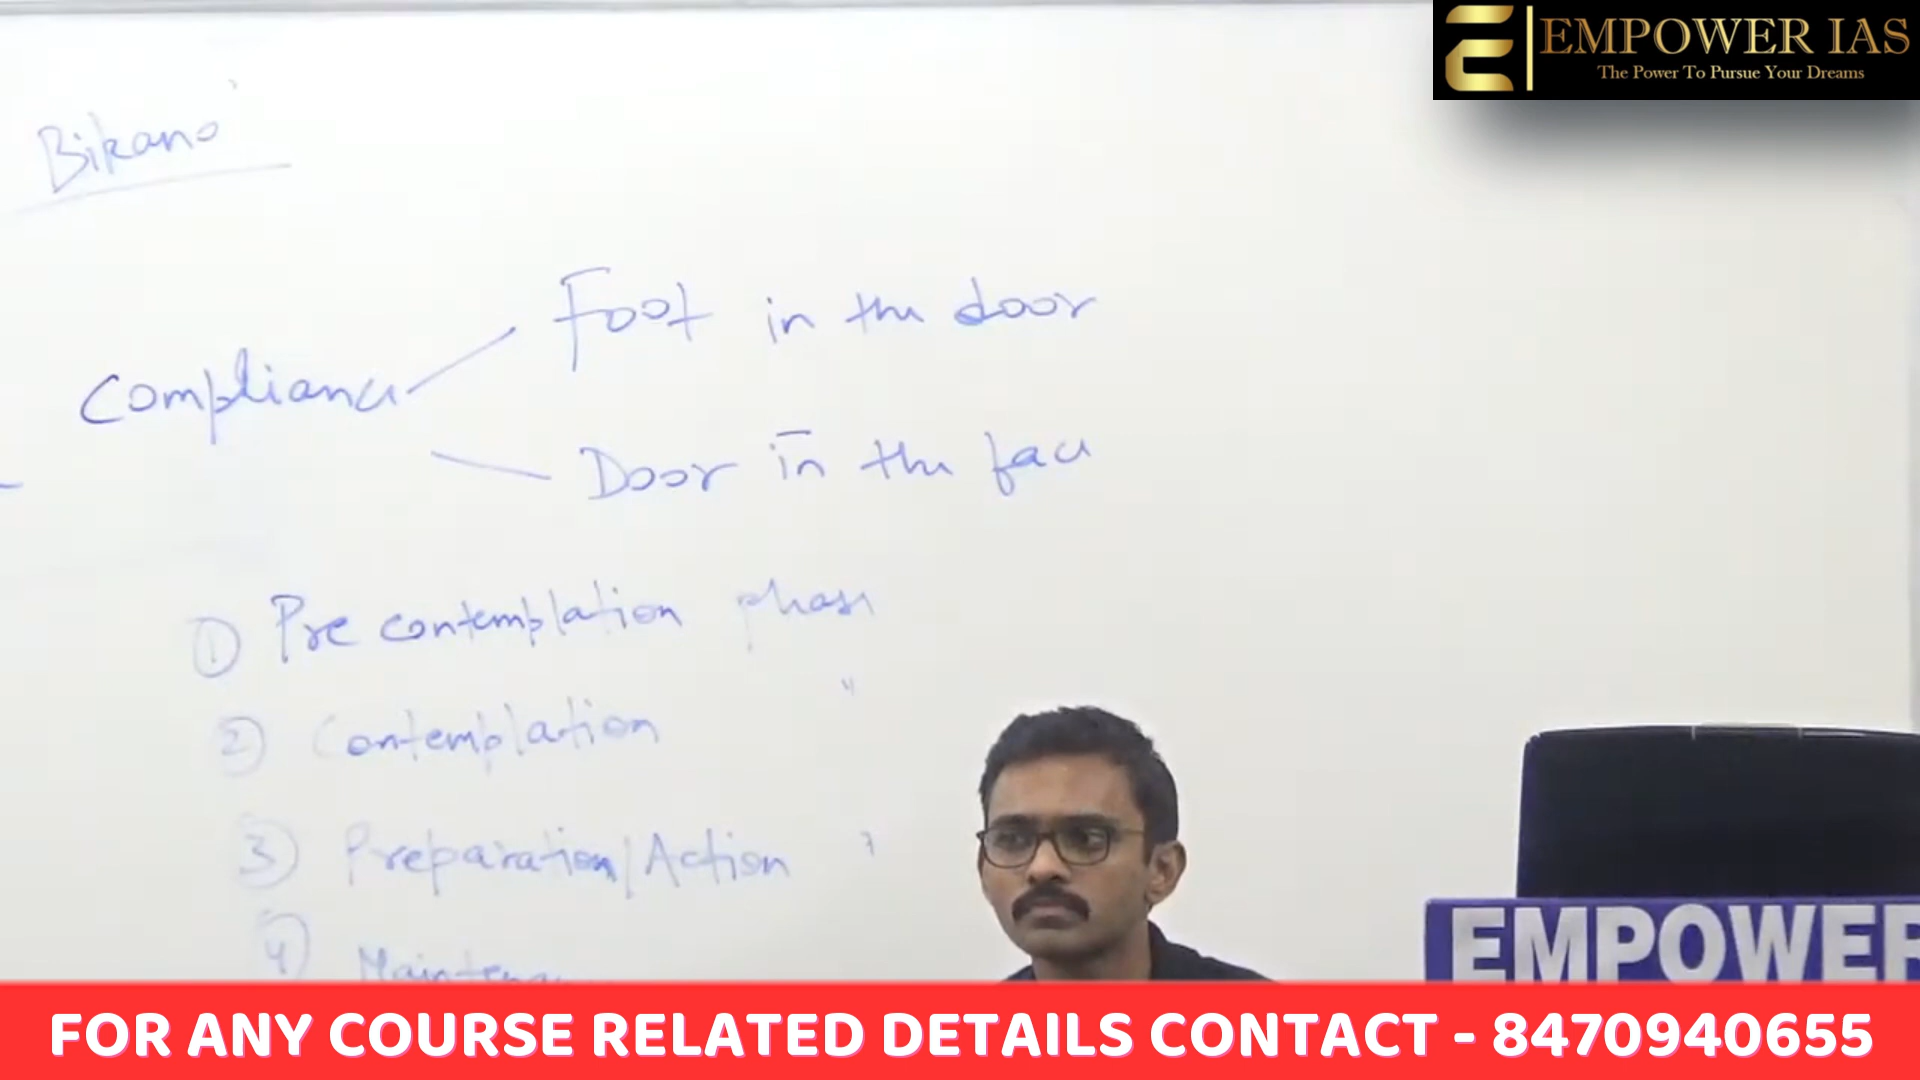 EMPOWER IAS
The Power To Pursue Your Dreams
Bikano
Compliance
Foot in the door
Door in the face
1 Pre contemplation phase
2 Contemplation "
3 Preparation/Action "
4
EMPOWER
FOR ANY COURSE RELATED DETAILS CONTACT - 8470940655